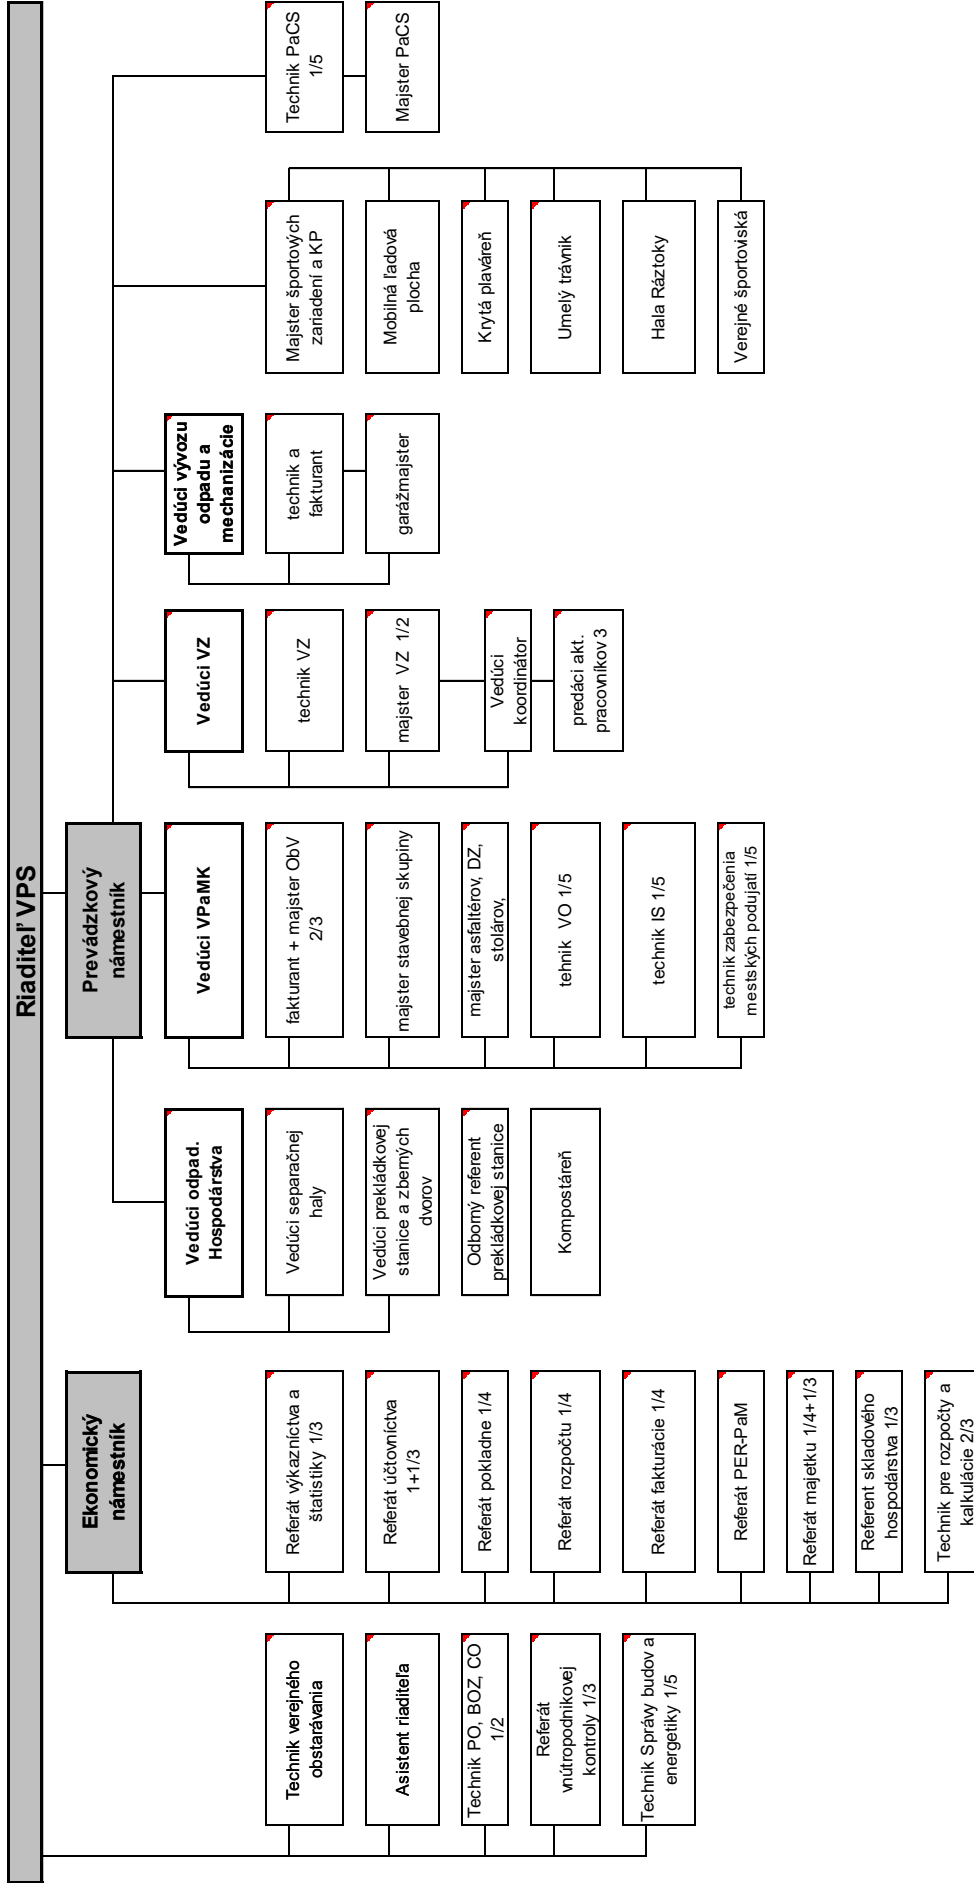 Riaditeľ VPS
Ekonomický
námestník
Prevádzkový
námestník
Technik verejného
obstarávania
Asistent riaditeľa
Technik PO, BOZ, CO
1/2
Referát
vnútropodnikovej
kontroly 1/3
Technik Správy budov a
energetiky 1/5
Referát výkazníctva a
štatistiky 1/3
Referát účtovníctva
1+1/3
Referát pokladne 1/4
Referát rozpočtu 1/4
Referát fakturácie 1/4
Referát PER-PaM
Referát majetku 1/4+1/3
Referent skladového
hospodárstva 1/3
Technik pre rozpočty a
kalkulácie 2/3
Vedúci odpad.
Hospodárstva
Vedúci separačnej
haly
Vedúci prekládkovej
stanice a zberných
dvorov
Odborný referent
prekládkovej stanice
Kompostáreň
Vedúci VPaMK
fakturant + majster ObV
2/3
majster stavebnej skupiny
majster asfaltérov, DZ,
stolárov,
tehnik VO 1/5
technik IS 1/5
technik zabezpečenia
mestských podujatí 1/5
Vedúci VZ
technik VZ
majster VZ 1/2
Vedúci
koordinátor
predáci akt.
pracovníkov 3
Vedúci vývozu
odpadu a
mechanizácie
technik a
fakturant
garážmajster
Majster športových
zariadení a KP
Mobilná ľadová
plocha
Krytá plaváreň
Umelý trávnik
Hala Ráztoky
Verejné športoviská
Technik PaCS
1/5
Majster PaCS